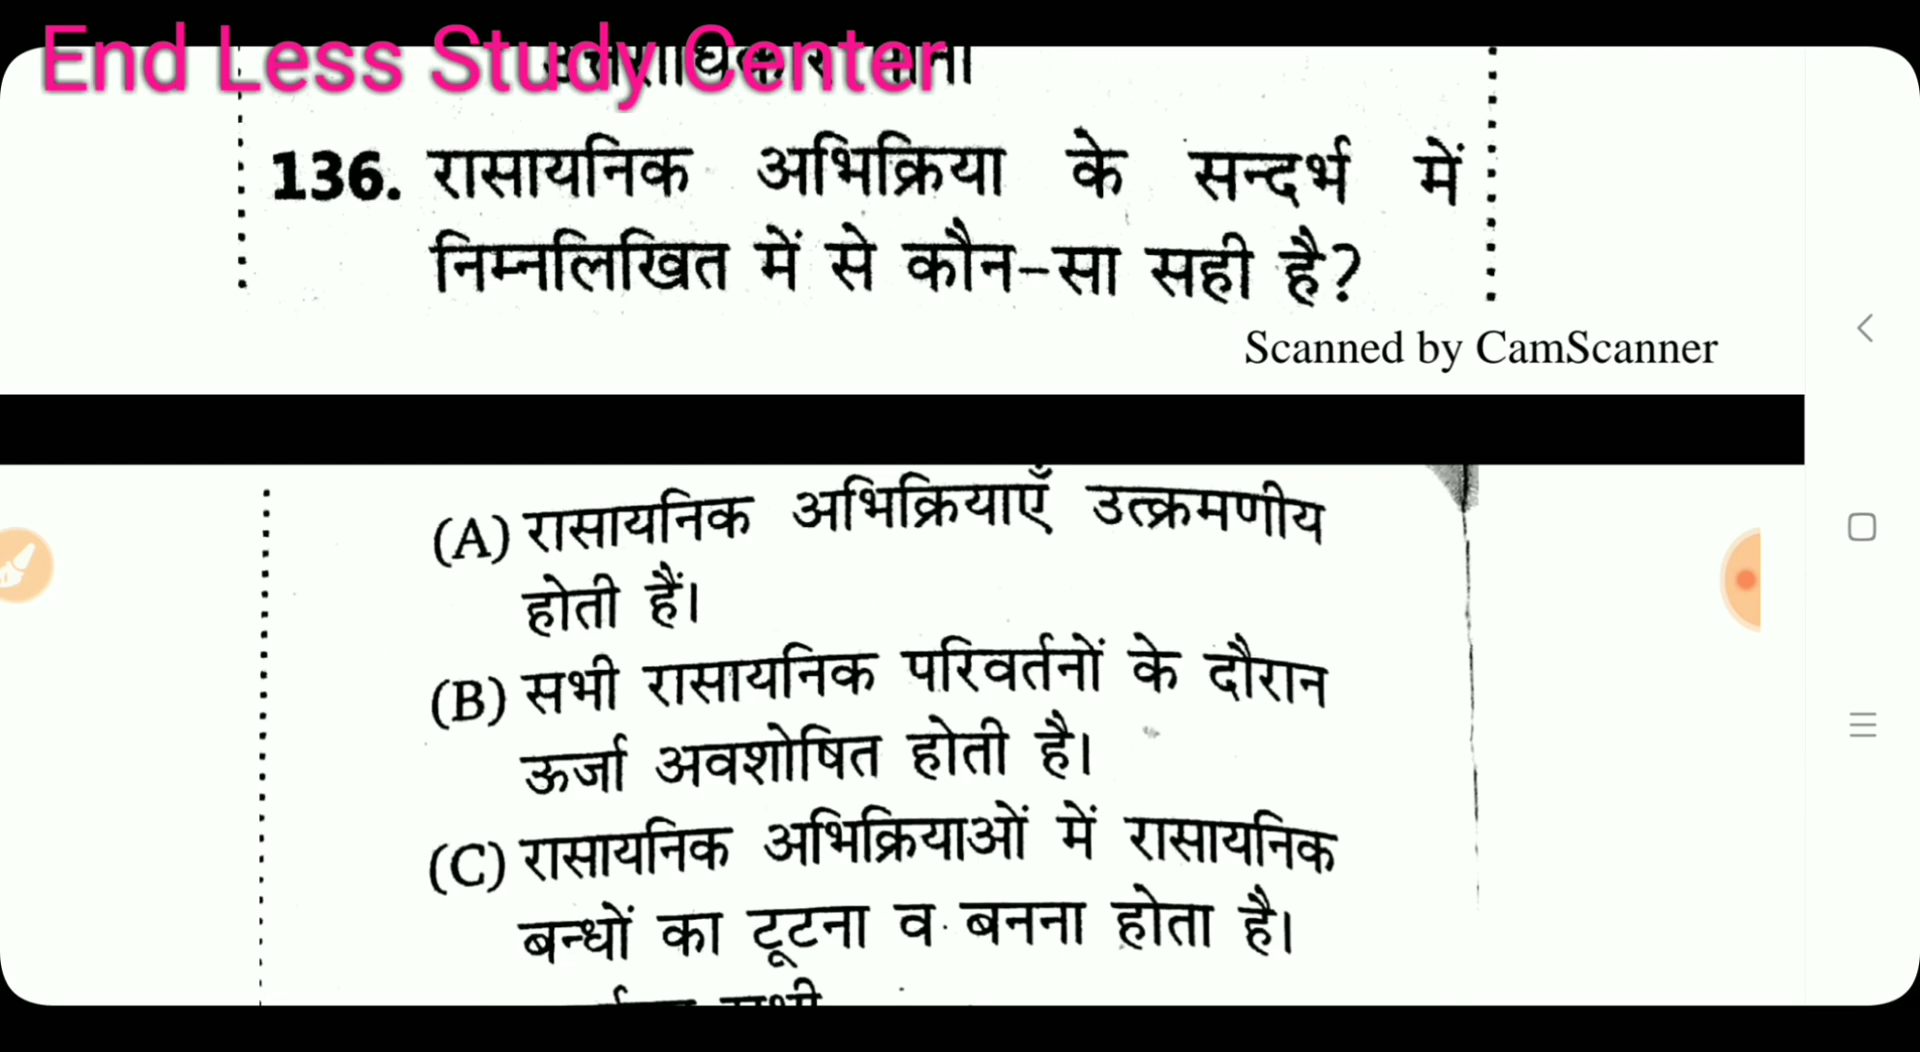 End Less Study Center
136. रासायनिक अभिक्रिया के सन्दर्भ में
निम्नलिखित में से कौन-सा सही है?
Scanned by CamScanner
(A) रासायनिक अभिक्रियाएँ उत्क्रमणीय
होती हैं।
(B) सभी रासायनिक परिवर्तनों के दौरान
ऊर्जा अवशोषित होती है।
(C) रासायनिक अभिक्रियाओं में रासायनिक
बन्धों का टूटना व बनना होता है।